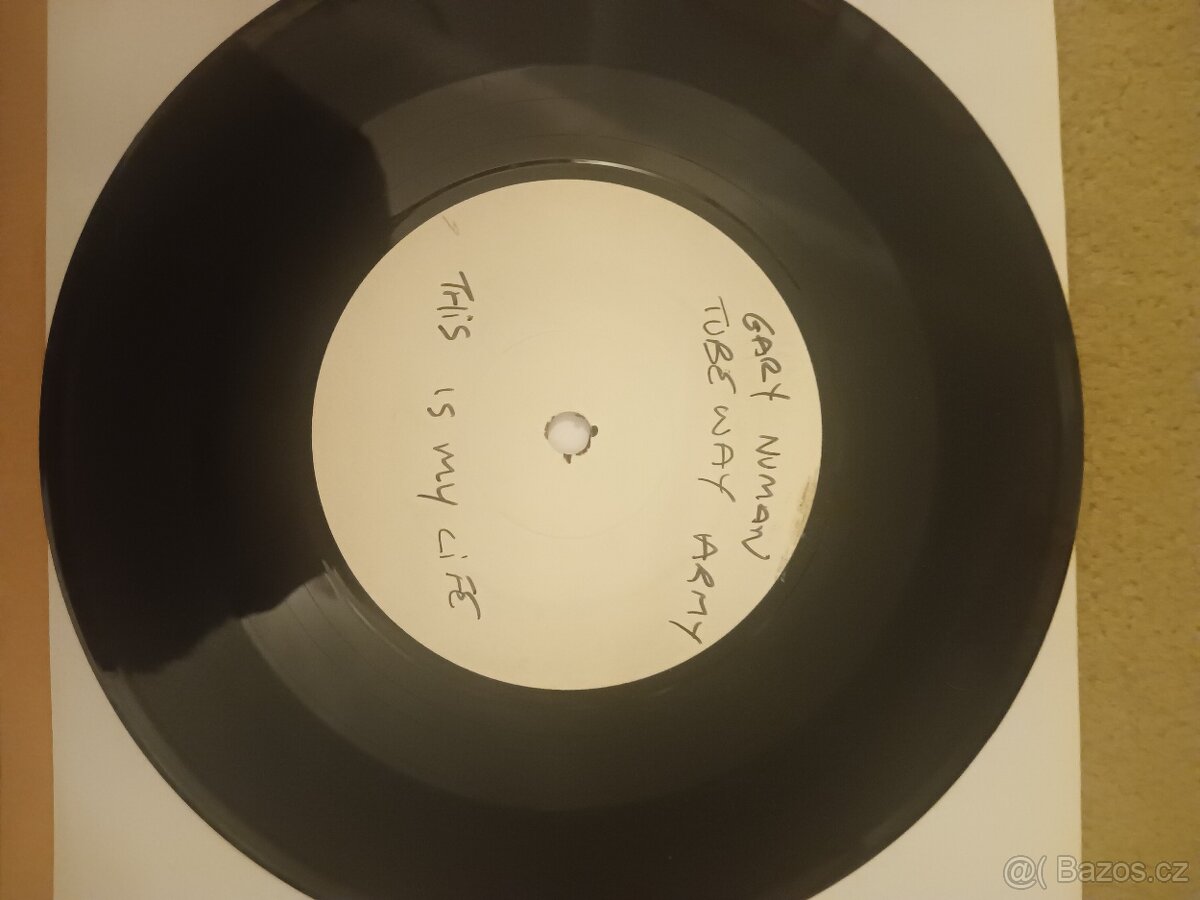 GARY NUMAN
TUBEWAY ARMY
THIS IS MY LIFE
@( Bazos.cz